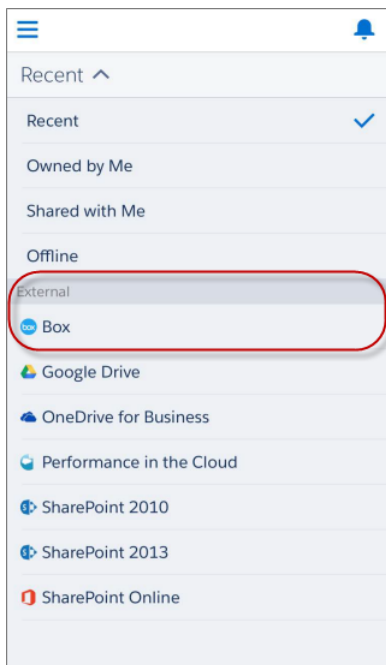 Recent
Recent
Owned by Me
Shared with Me
Offline
External
box Box
Google Drive
OneDrive for Business
Performance in the Cloud
SharePoint 2010
SharePoint 2013
SharePoint Online